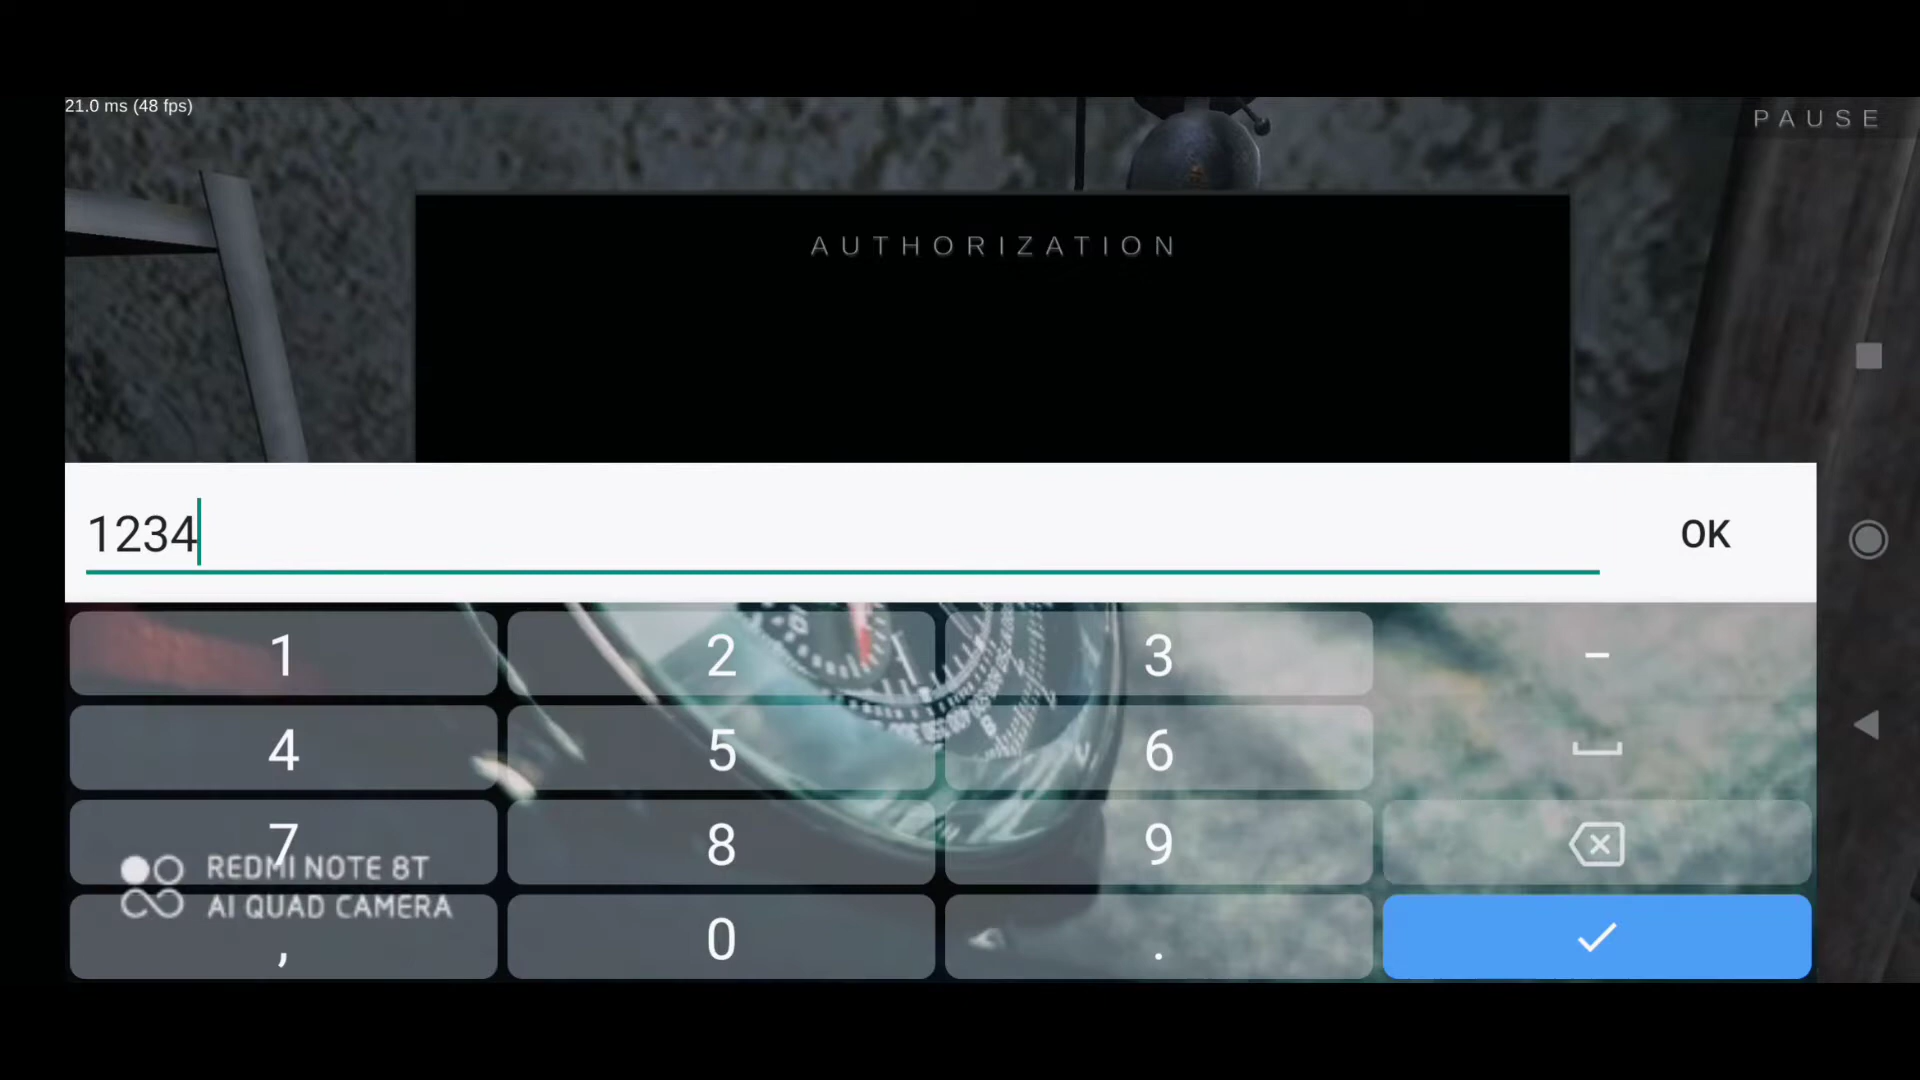 21.0 ms (48 fps)
PAUSE
AUTHORIZATION
1234
OK
1
2
3
-
4
5
6
7
8
9
REDMI NOTE 8T
AI QUAD CAMERA
,
0
.